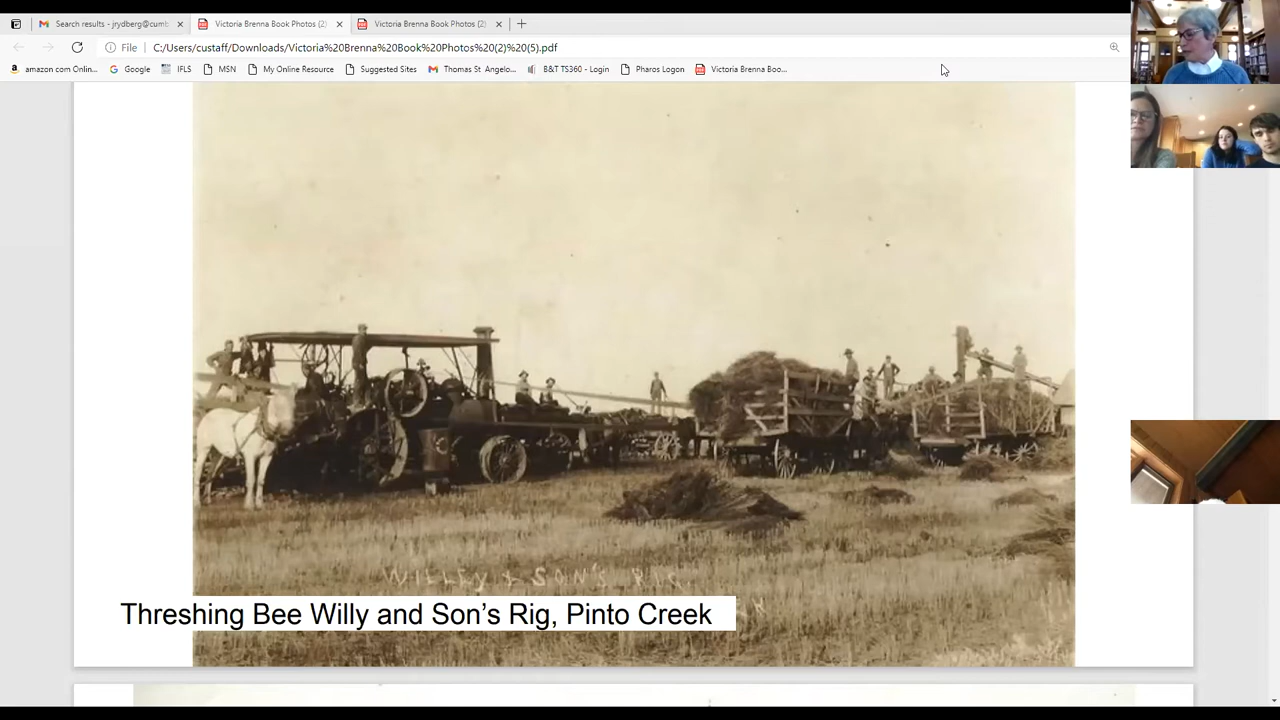 Search results - jrydberg@cumb
Victoria Brenna Book Photos (2)
Victoria Brenna Book Photos (2)
File
C:/Users/custaff/Downloads/Victoria%20Brenna%20Book%20Photos%20(2)%20(5).pdf
amazon com Onlin...
Google
IFLS
MSN
My Online Resource
Suggested Sites
Thomas St. Angelo...
B&T TS360 - Login
Pharos Logon
Victoria Brenna Boo...
WILLEY & SON'S RIG.
Threshing Bee Willy and Son's Rig, Pinto Creek